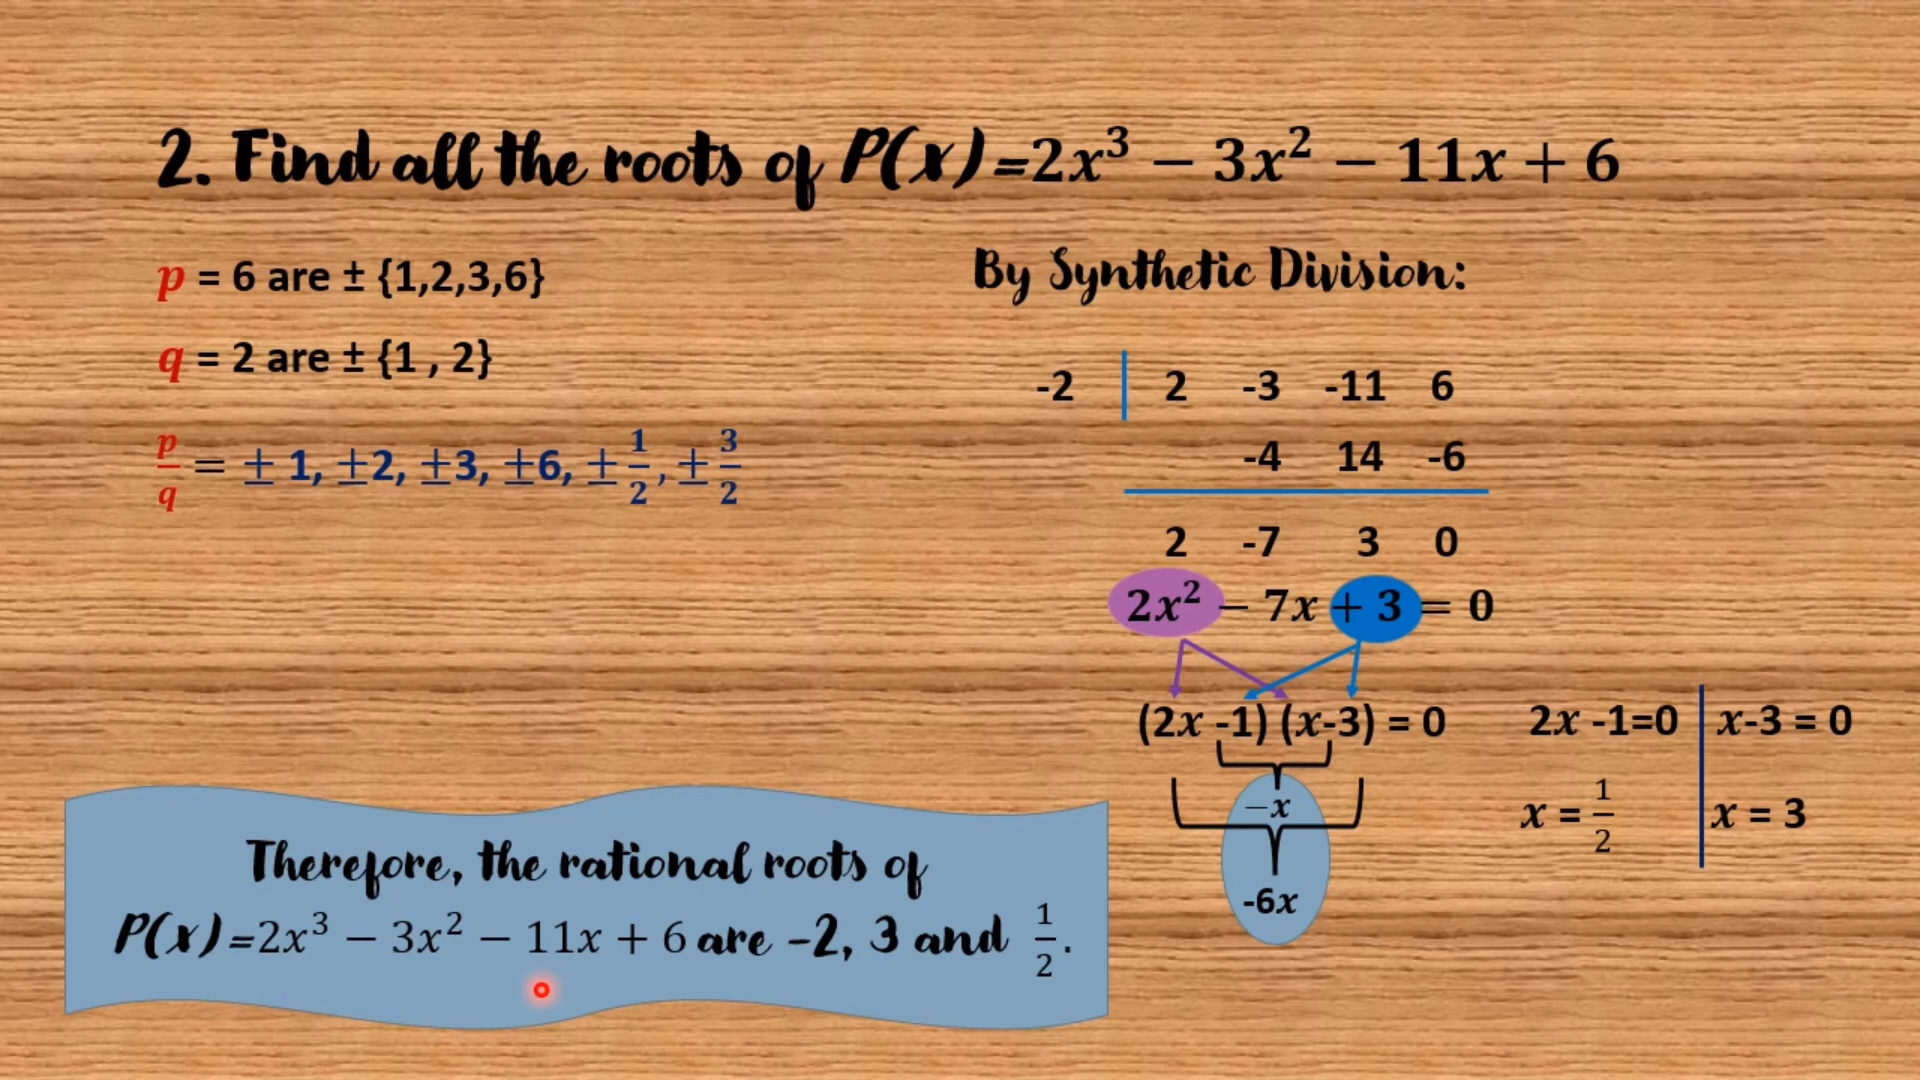 2. Find all the roots of P(x)=2x³ − 3x² − 11x + 6
p = 6 are ± {1,2,3,6}
q = 2 are ± {1 , 2}
p/q = ± 1, ±2, ±3, ±6, ± 1/2, ± 3/2
By Synthetic Division:
-2 | 2 -3 -11 6
-4 14 -6
2 -7 3 0
2x² − 7x + 3 = 0
(2x -1) (x-3) = 0
−x
-6x
2x -1=0
x = 1/2
x-3 = 0
x = 3
Therefore, the rational roots of
P(x)=2x³ − 3x² − 11x + 6 are -2, 3 and 1/2.